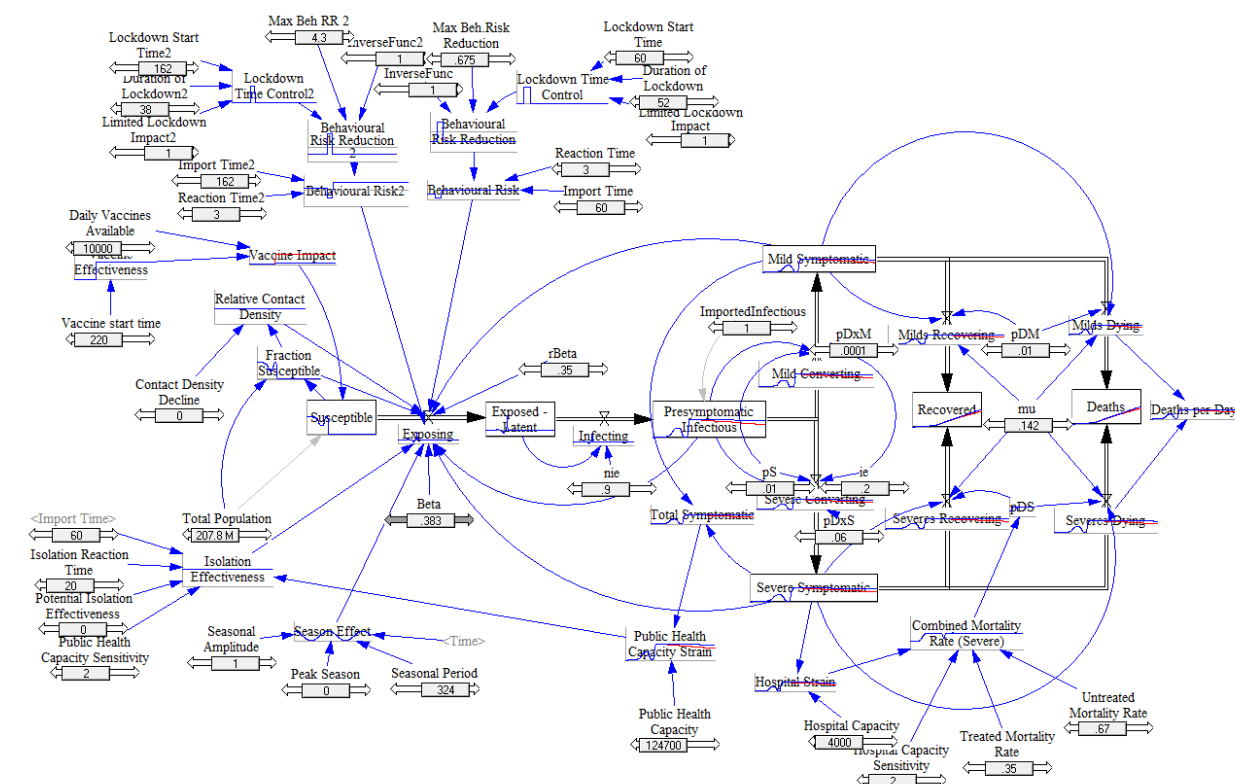 Max Beh RR 2
4.3
Max Beh.Risk
Reduction
.675
Lockdown Start
Time
60
Lockdown Start
Time2
162
InverseFunc2
1
InverseFunc
1
Duration of
Lockdown2
38
Lockdown
Time Control2
Lockdown Time
Control
Duration of
Lockdown
52
Limited Lockdown
Impact2
1
Limited Lockdown
Impact
1
Behavioural
Risk Reduction
2
Behavioural
Risk Reduction
Import Time2
162
Reaction Time2
3
Behavioural Risk2
Behavioural Risk
Reaction Time
3
Import Time
60
Daily Vaccines
Available
10000
Vaccine
Effectiveness
Vaccine Impact
Vaccine start time
220
Relative Contact
Density
Fraction
Susceptible
Contact Density
Decline
0
rBeta
.35
ImportedInfectious
1
Mild Symptomatic
pDxM
.0001
Milds Recovering
pDM
.01
Milds Dying
Mild Converting
Susceptible
Exposing
Exposed -
Latent
Infecting
Presymptomatic
Infectious
Recovered
mu
.142
Deaths
Deaths per Day
nie
.9
pS
.01
ie
.2
Severe Converting
Beta
.383
Total Symptomatic
pDxS
.06
Severes Recovering
pDS
Severes Dying
<Import Time>
60
Total Population
207.8 M
Isolation Reaction
Time
20
Isolation
Effectiveness
Potential Isolation
Effectiveness
0
Public Health
Capacity Sensitivity
2
Severe Symptomatic
Seasonal
Amplitude
1
Season Effect
<Time>
Peak Season
0
Seasonal Period
324
Public Health
Capacity Strain
Combined Mortality
Rate (Severe)
Hospital Strain
Public Health
Capacity
124700
Hospital Capacity
4000
Hospital Capacity
Sensitivity
2
Treated Mortality
Rate
.35
Untreated
Mortality Rate
.67